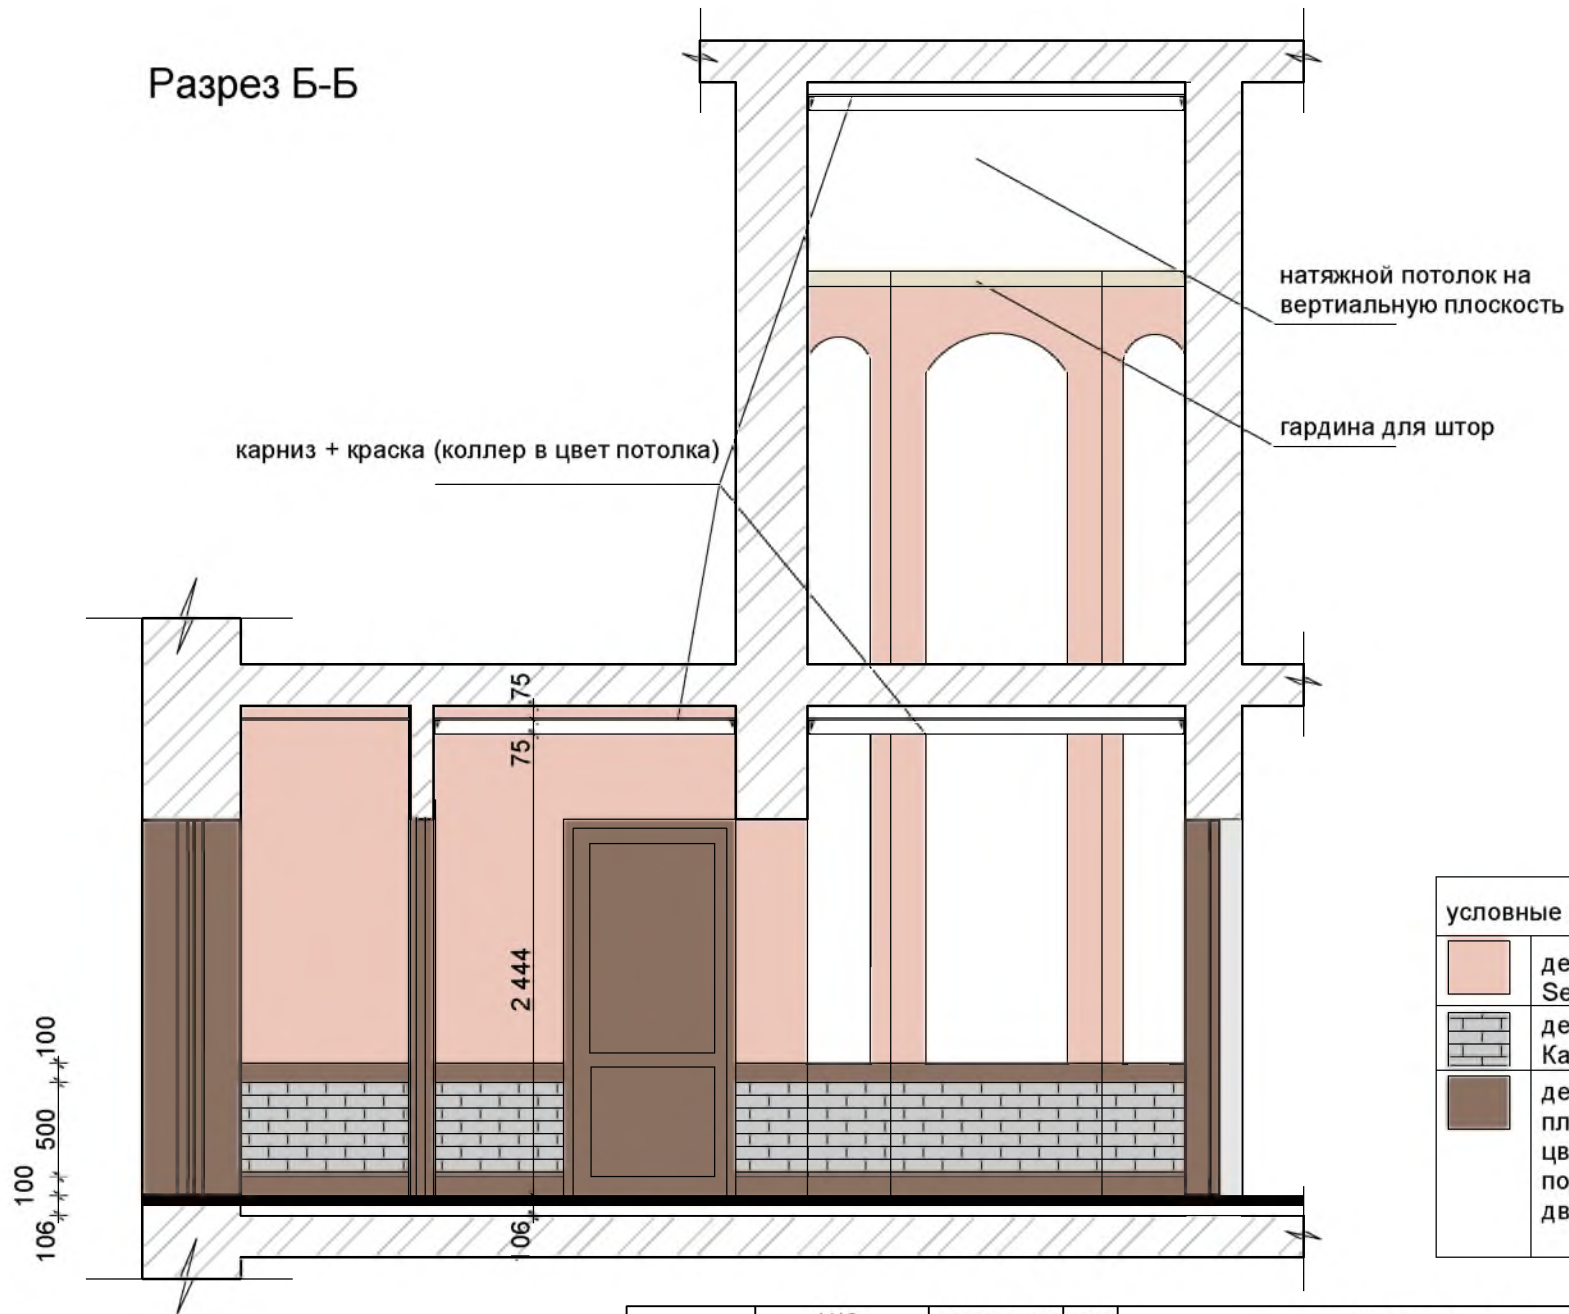 Разрез Б-Б
натяжной потолок на
вертиальную плоскость
гардина для штор
карниз + краска (коллер в цвет потолка)
75
75
2 444
106
100
500
100
106
условные
де
Se
де
Ка
де
пл
цв
по
дв